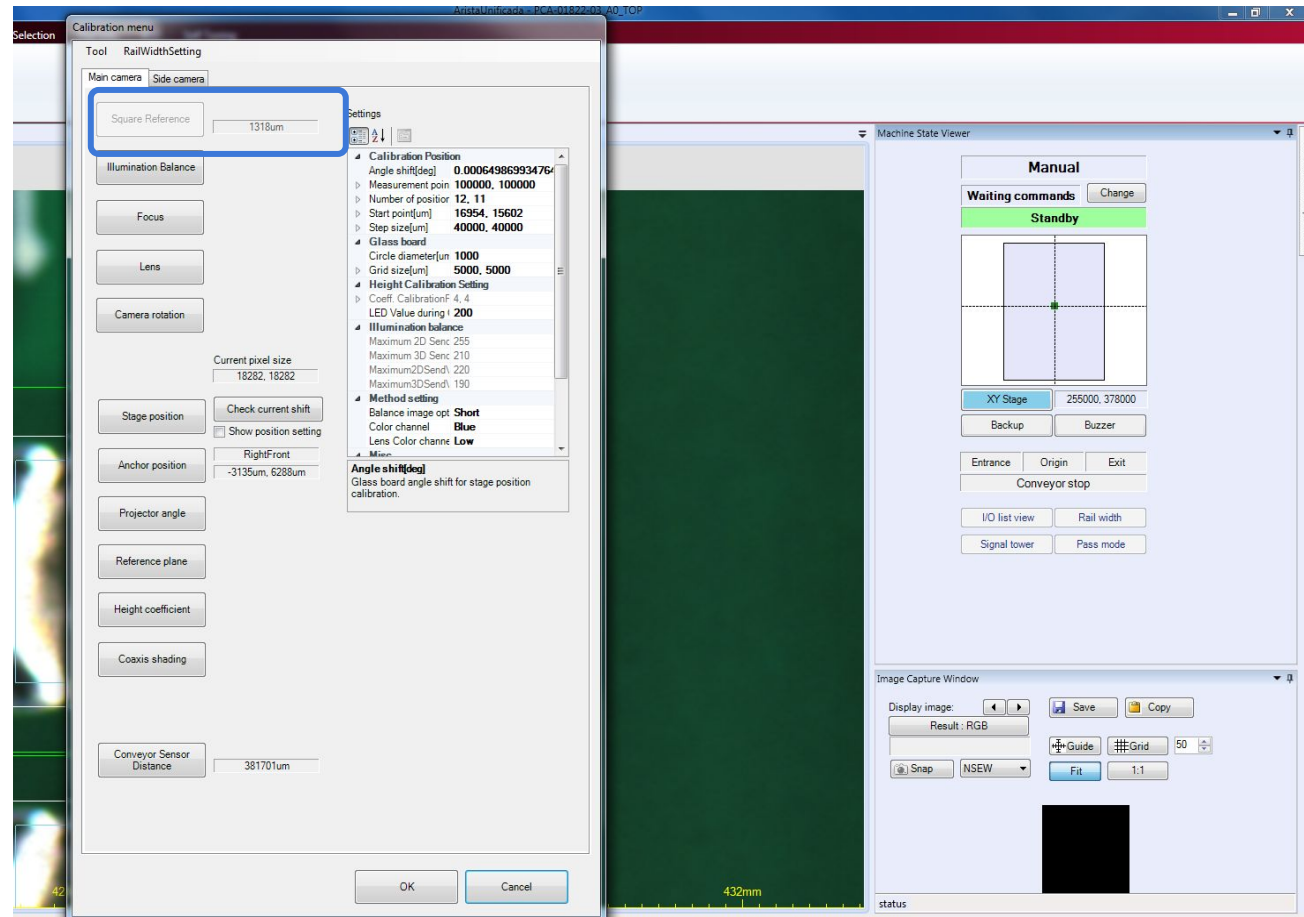 AristaUnificada - PCA-01822-03_A0_TOP
Selection
Calibration menu
Tool RailWidthSetting
Main camera Side camera
Square Reference 1318um
Illumination Balance
Focus
Lens
Camera rotation
Current pixel size
18282, 18282
Stage position Check current shift
Show position setting
Anchor position RightFront
-3135um, 6288um
Projector angle
Reference plane
Height coefficient
Coaxis shading
Conveyor Sensor
Distance 381701um
Settings
Calibration Position
Angle shift[deg] 0.000649869934764
Measurement poin 100000, 100000
Number of position 12, 11
Start point[um] 16954, 15602
Step size[um] 40000, 40000
Glass board
Circle diameter[um 1000
Grid size[um] 5000, 5000
Height Calibration Setting
Coeff. CalibrationF 4, 4
LED Value during 200
Illumination balance
Maximum 2D Senc 255
Maximum 3D Senc 210
Maximum2DSend\ 220
Maximum3DSend\ 190
Method setting
Balance image opt Short
Color channel Blue
Lens Color channe Low
Misc
Angle shift[deg]
Glass board angle shift for stage position
calibration.
OK Cancel
42
432mm
Machine State Viewer
Manual
Waiting commands Change
Standby
XY Stage 255000, 378000
Backup Buzzer
Entrance Origin Exit
Conveyor stop
I/O list view Rail width
Signal tower Pass mode
Image Capture Window
Display image: Save Copy
Result : RGB
Guide Grid 50
Snap NSEW Fit 1:1
status